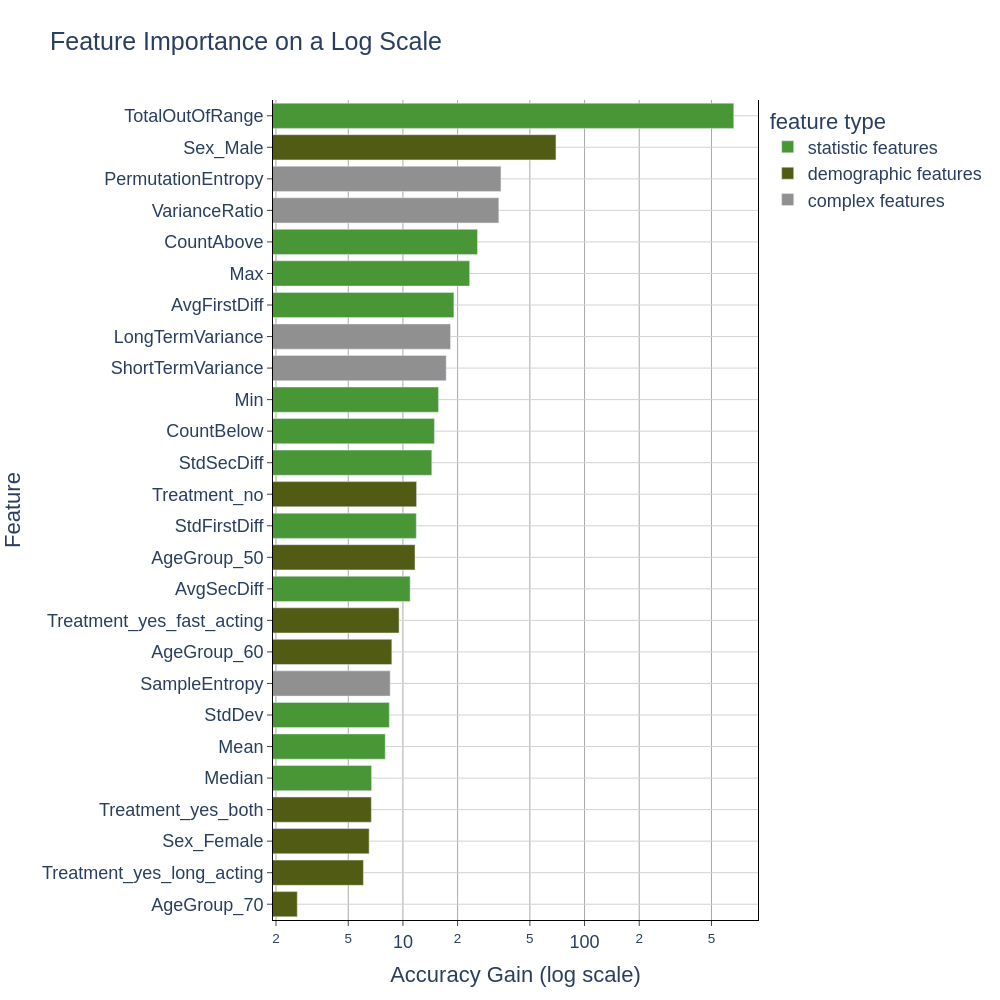 Feature Importance on a Log Scale
feature type
statistic features
demographic features
complex features
Feature
TotalOutOfRange
Sex_Male
PermutationEntropy
VarianceRatio
CountAbove
Max
AvgFirstDiff
LongTermVariance
ShortTermVariance
Min
CountBelow
StdSecDiff
Treatment_no
StdFirstDiff
AgeGroup_50
AvgSecDiff
Treatment_yes_fast_acting
AgeGroup_60
SampleEntropy
StdDev
Mean
Median
Treatment_yes_both
Sex_Female
Treatment_yes_long_acting
AgeGroup_70
2 5 10 2 5 100 2 5
Accuracy Gain (log scale)